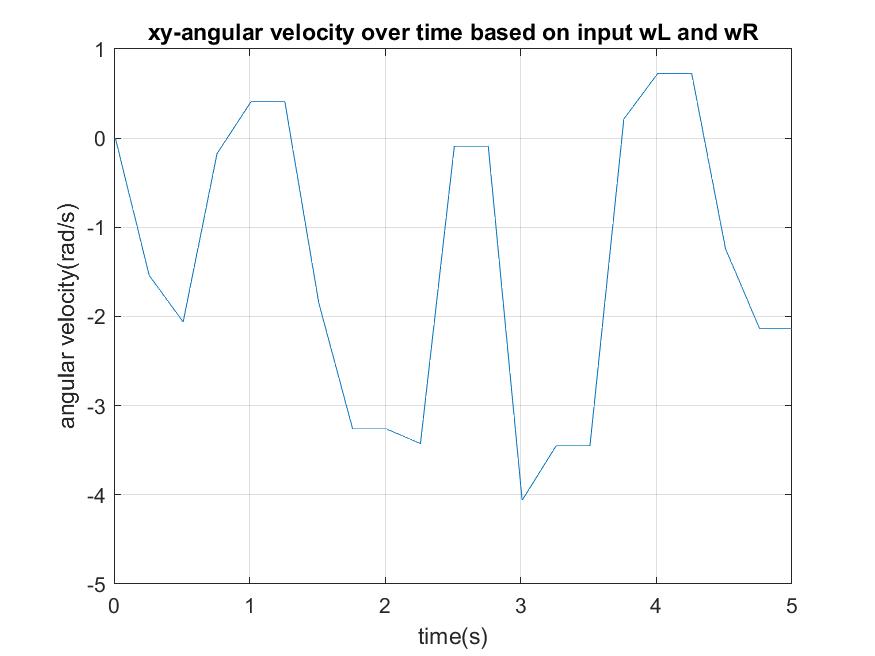 xy-angular velocity over time based on input wL and wR
1
0
-1
-2
-3
-4
-5
angular velocity(rad/s)
0 1 2 3 4 5
time(s)